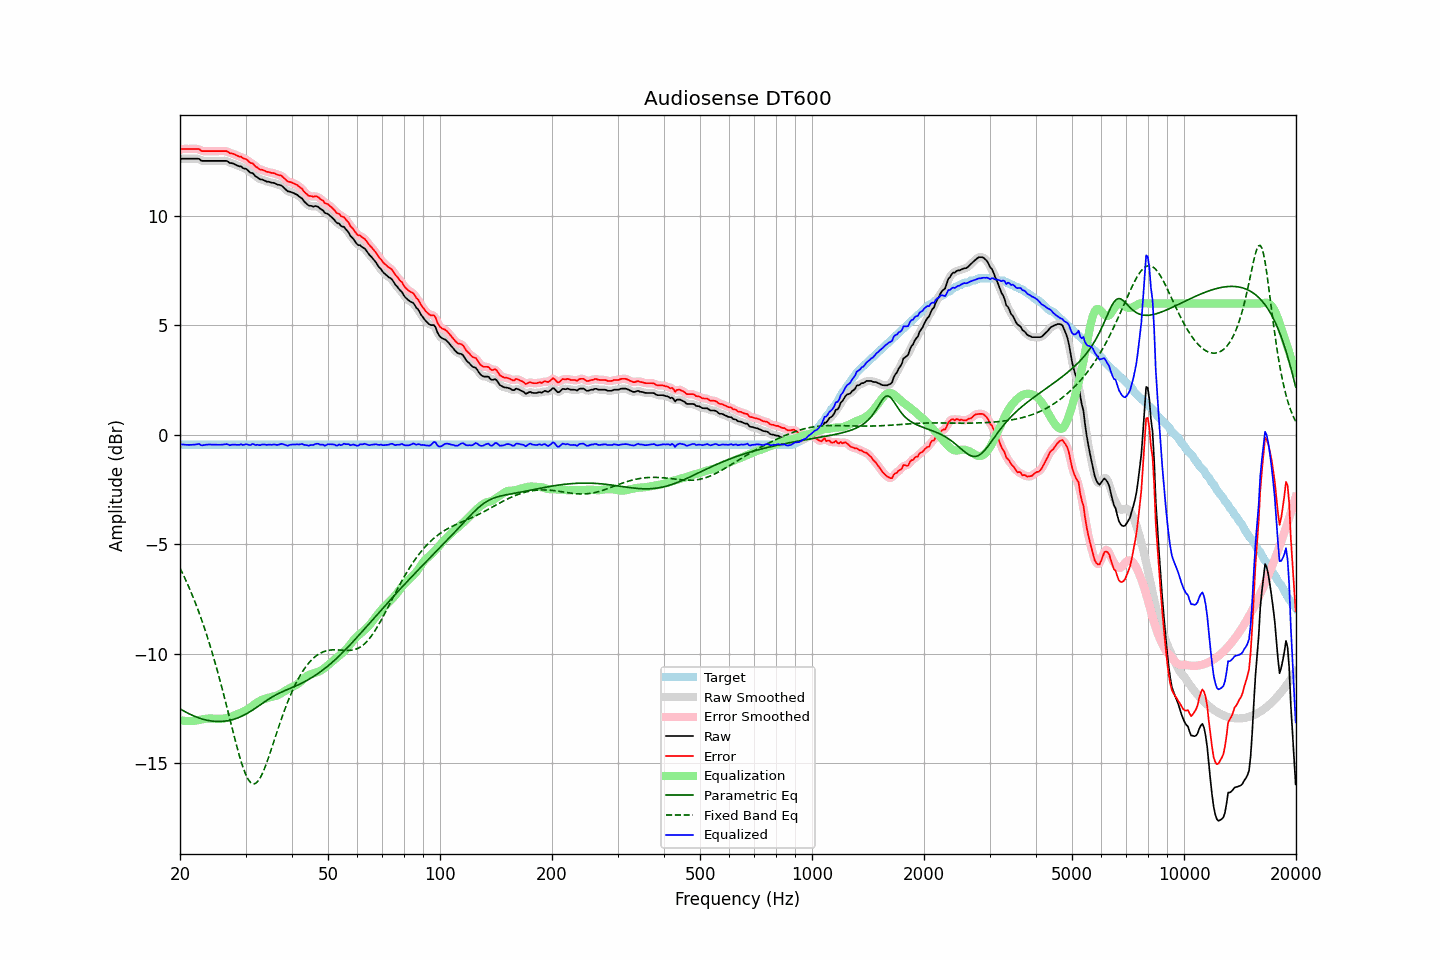 Audiosense DT600
Amplitude (dBr)
10
5
0
−5
−10
−15
Target
Raw Smoothed
Error Smoothed
Raw
Error
Equalization
Parametric Eq
Fixed Band Eq
Equalized
20 50 100 200 500 1000 2000 5000 10000 20000
Frequency (Hz)